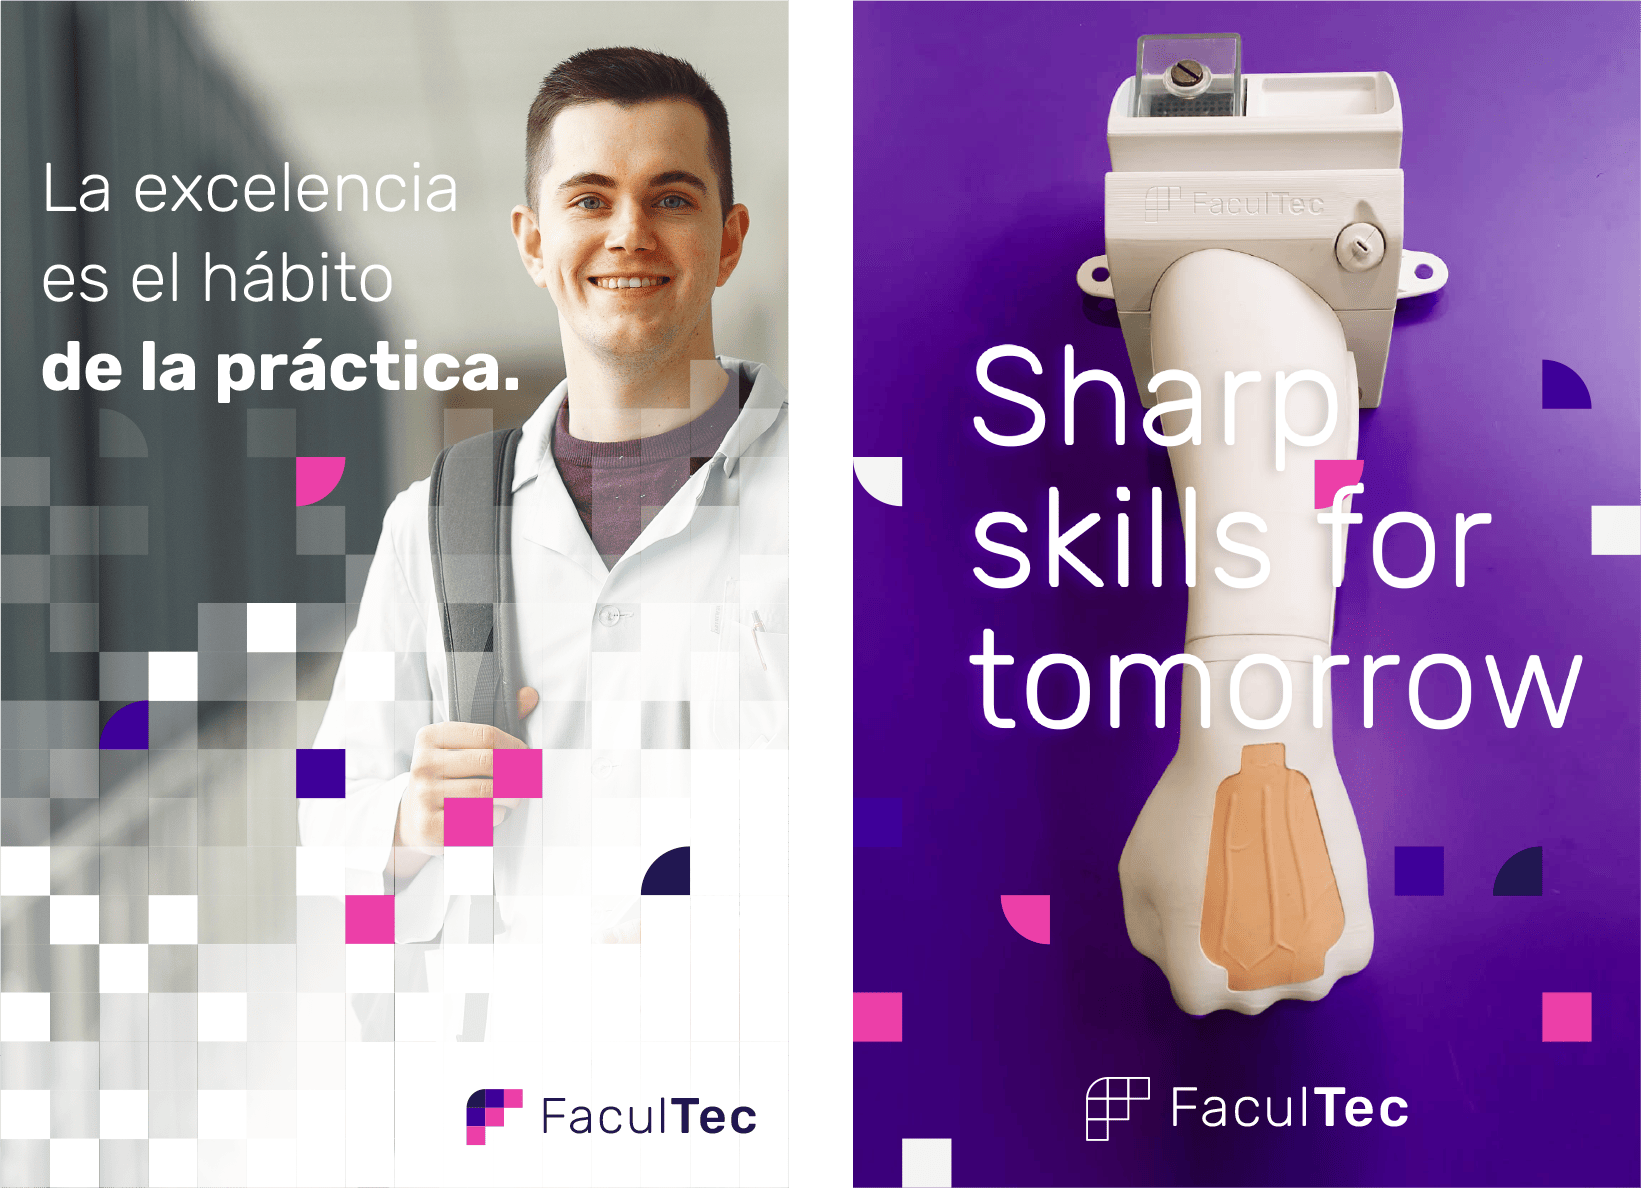 La excelencia
es el hábito
de la práctica.
FaculTec
FaculTec
Sharp
skills for
tomorrow
FaculTec